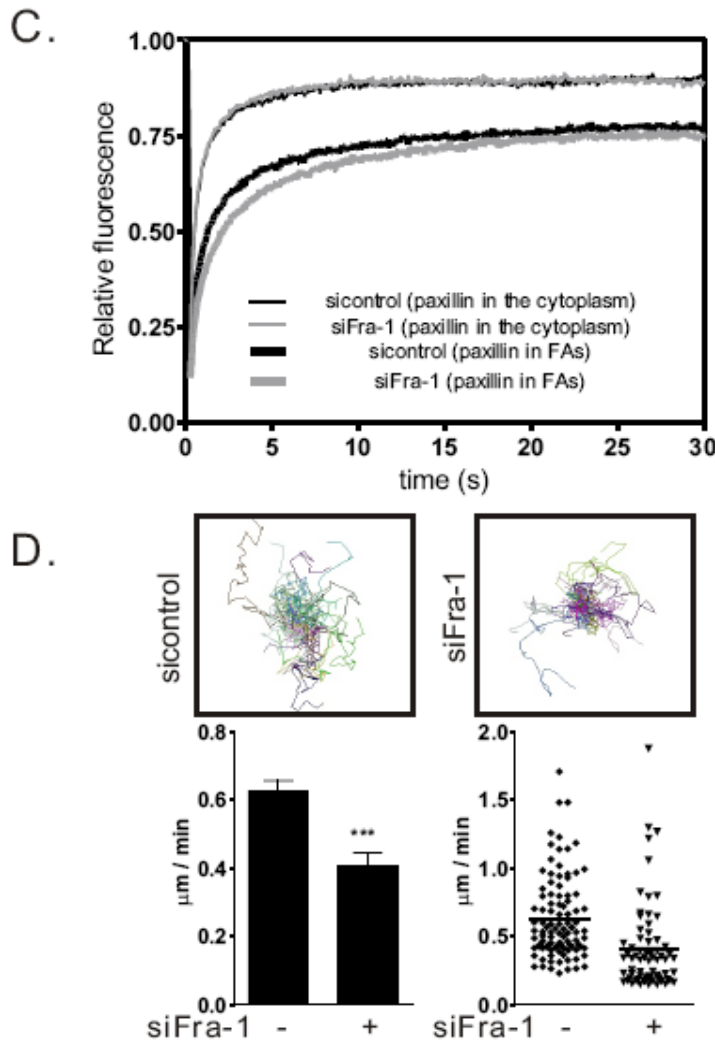 C.
1.00
0.75
0.50
0.25
0.00
Relative fluorescence
sicontrol (paxillin in the cytoplasm)
siFra-1 (paxillin in the cytoplasm)
sicontrol (paxillin in FAs)
siFra-1 (paxillin in FAs)
0 5 10 15 20 25 30
time (s)
D.
sicontrol
siFra-1
0.8
0.6
0.4
0.2
0.0
μm / min
***
siFra-1 - +
2.0
1.5
1.0
0.5
0.0
μm / min
siFra-1 - +